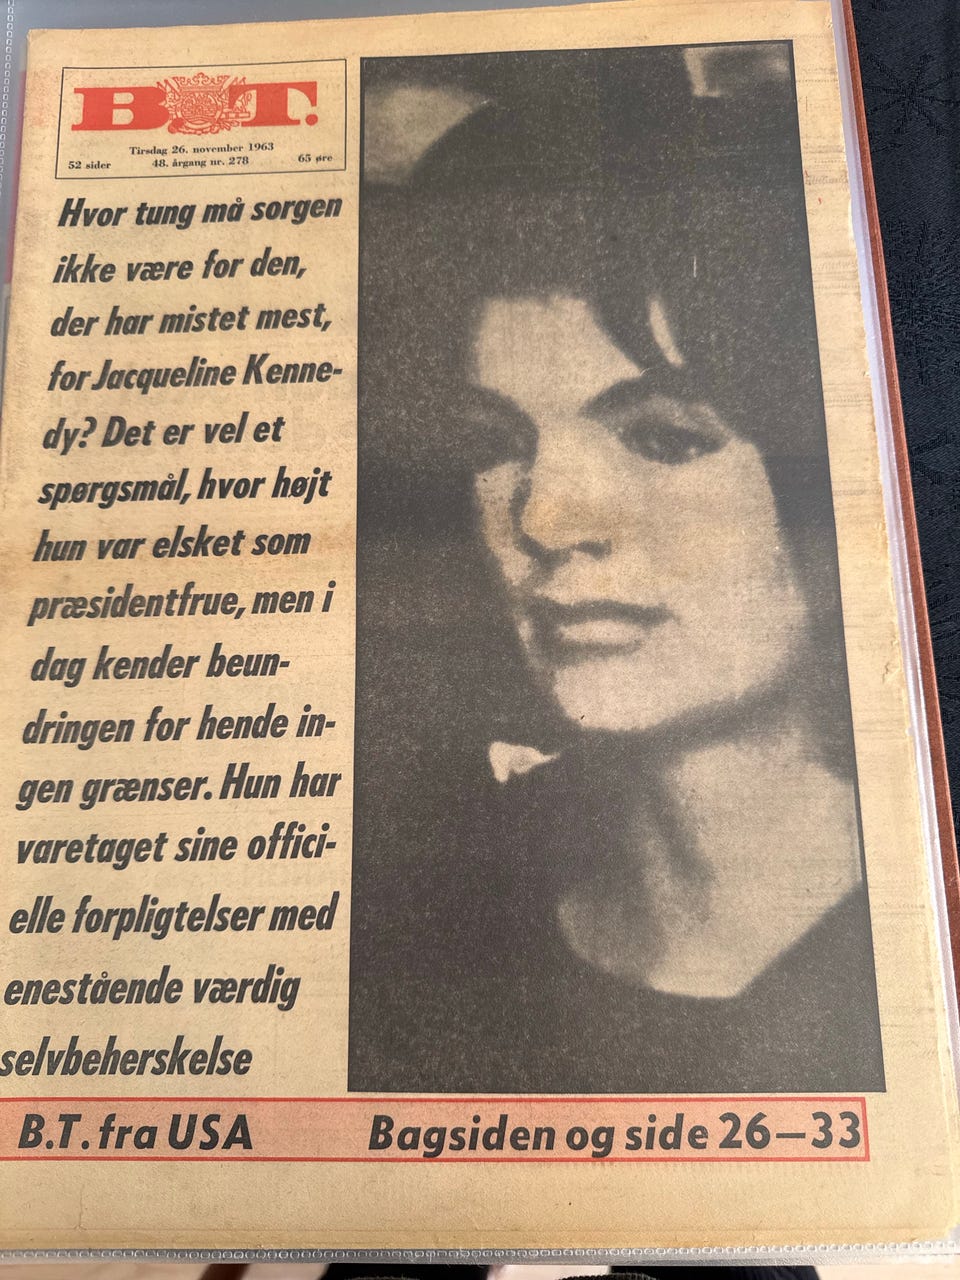 B.T.
Tirsdag 26. november 1963
52 sider 48. årgang nr. 278 65 øre
Hvor tung må sorgen
ikke være for den,
der har mistet mest,
for Jacqueline Kenne-
dy? Det er vel et
spørgsmål, hvor højt
hun var elsket som
præsidentfrue, men i
dag kender beun-
dringen for hende in-
gen grænser. Hun har
varetaget sine offici-
elle forpligtelser med
enestående værdig
selvbeherskelse
B.T. fra USA Bagsiden og side 26–33